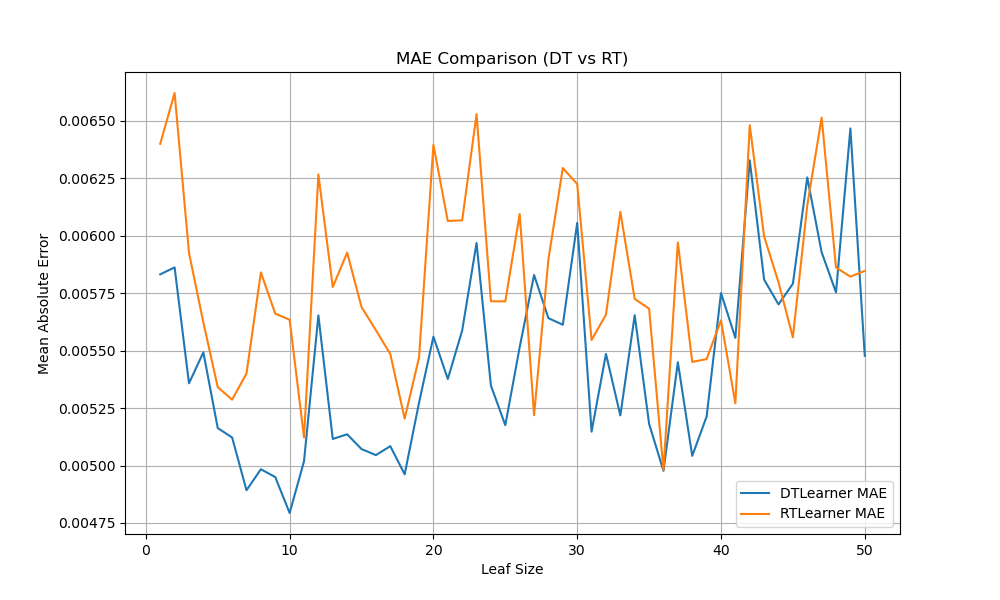 MAE Comparison (DT vs RT)
Mean Absolute Error
0.00650
0.00625
0.00600
0.00575
0.00550
0.00525
0.00500
0.00475
0 10 20 30 40 50
Leaf Size
DTLearner MAE
RTLearner MAE